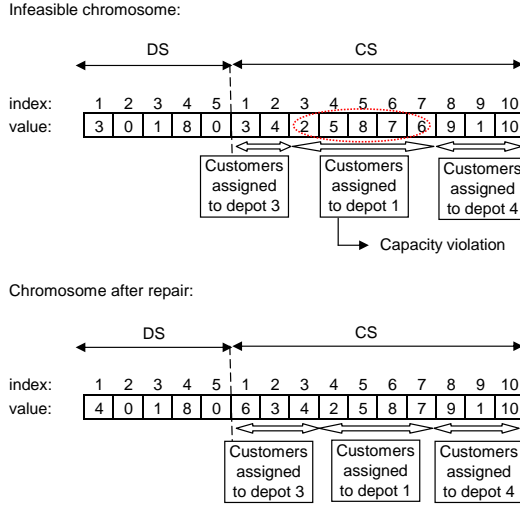 Infeasible chromosome:
DS CS
index: 1 2 3 4 5 1 2 3 4 5 6 7 8 9 10
value: 3 0 1 8 0 3 4 2 5 8 7 6 9 1 10
Customers assigned to depot 3
Customers assigned to depot 1
Customers assigned to depot 4
Capacity violation
Chromosome after repair:
DS CS
index: 1 2 3 4 5 1 2 3 4 5 6 7 8 9 10
value: 4 0 1 8 0 6 3 4 2 5 8 7 9 1 10
Customers assigned to depot 3
Customers assigned to depot 1
Customers assigned to depot 4